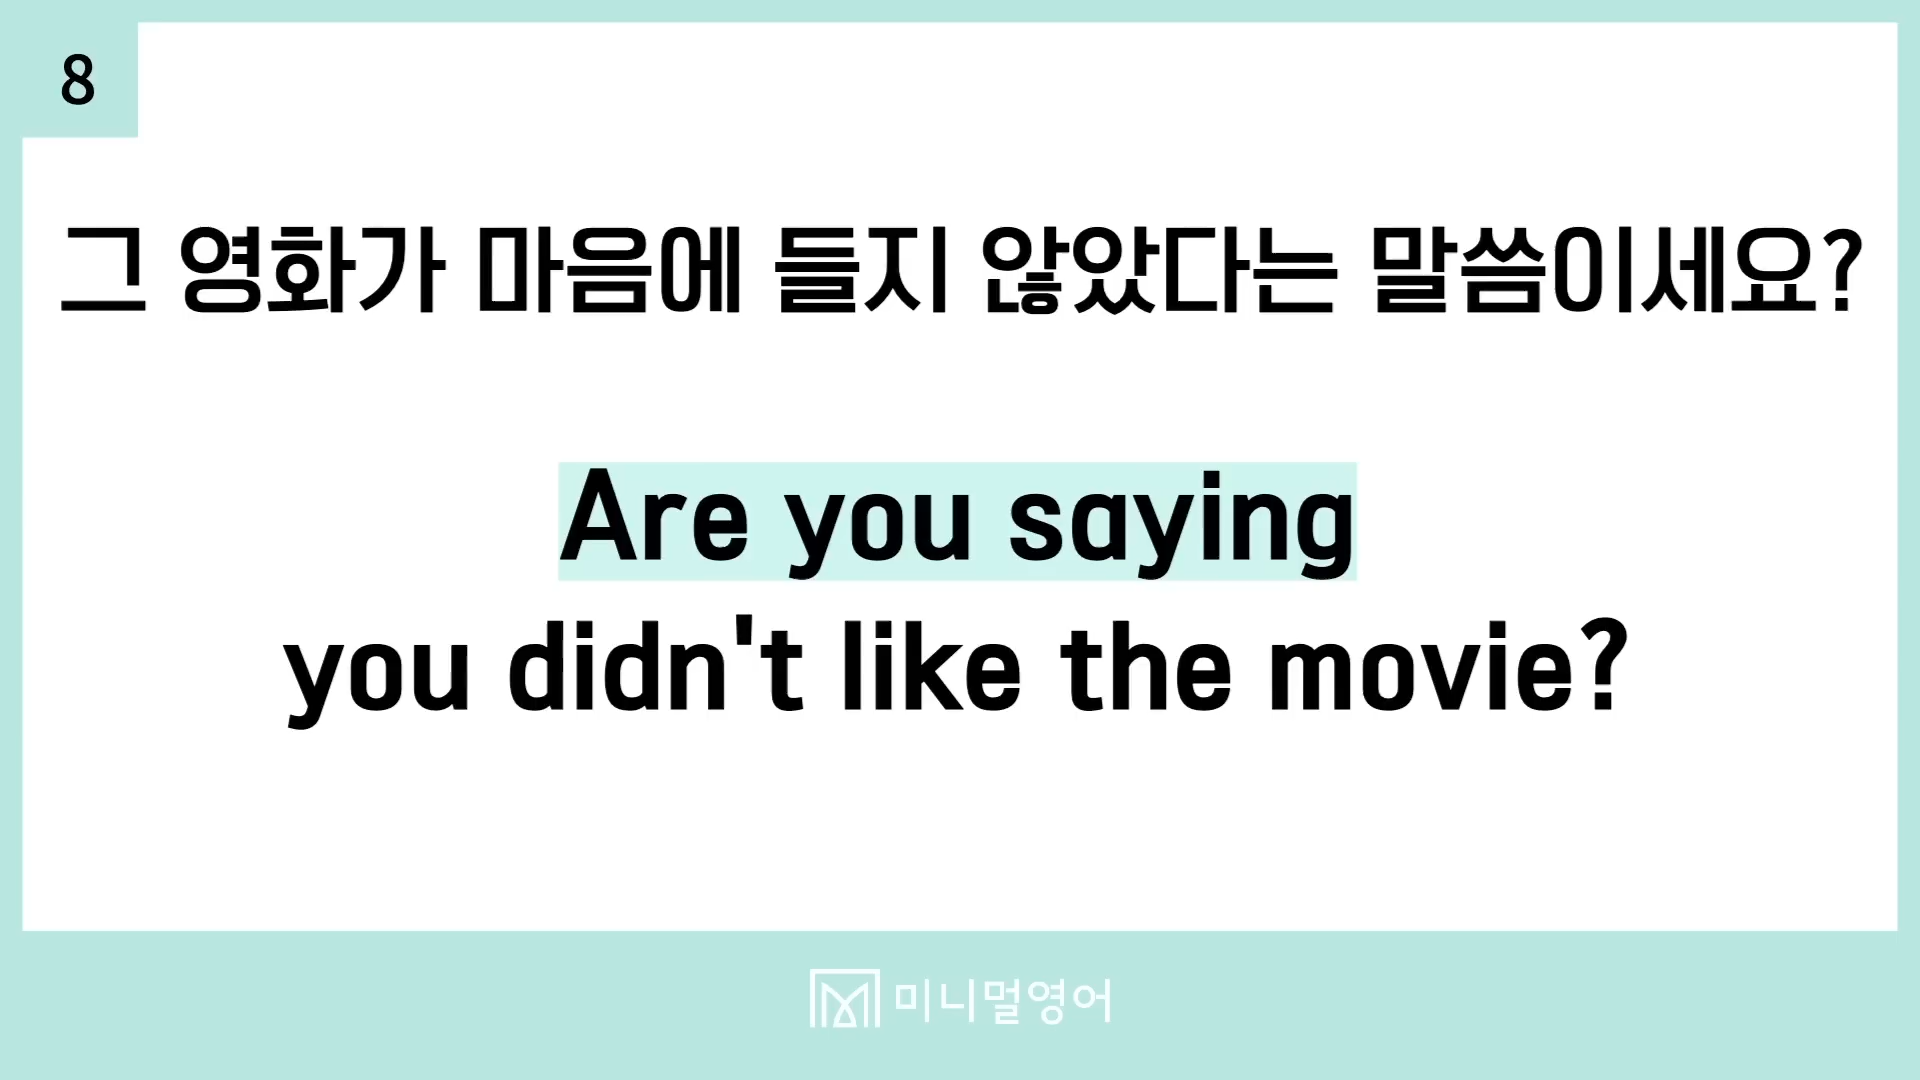 8
그 영화가 마음에 들지 않았다는 말씀이세요?
Are you saying
you didn't like the movie?
미니멀영어